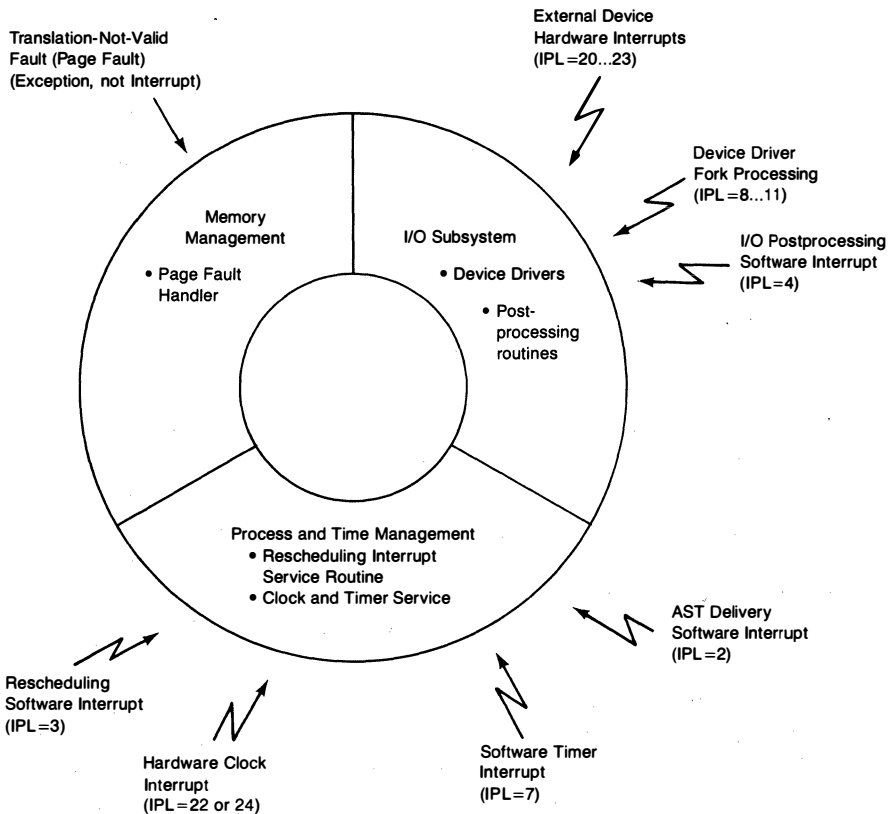 Translation-Not-Valid
Fault (Page Fault)
(Exception, not Interrupt)
External Device
Hardware Interrupts
(IPL=20...23)
Device Driver
Fork Processing
(IPL=8...11)
I/O Postprocessing
Software Interrupt
(IPL=4)
Memory
Management
• Page Fault
Handler
I/O Subsystem
• Device Drivers
• Post-
processing
routines
Process and Time Management
• Rescheduling Interrupt
Service Routine
• Clock and Timer Service
AST Delivery
Software Interrupt
(IPL=2)
Rescheduling
Software Interrupt
(IPL=3)
Hardware Clock
Interrupt
(IPL=22 or 24)
Software Timer
Interrupt
(IPL=7)